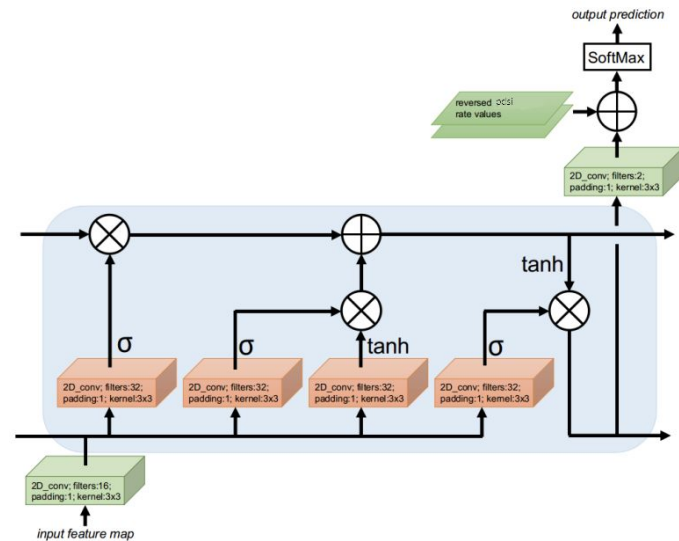 output prediction
SoftMax
reversed
rate values
2D_conv; filters:2;
padding:1; kernel:3x3
tanh
σ
σ
tanh
σ
2D_conv; filters:32;
padding:1; kernel:3x3
2D_conv; filters:32;
padding:1; kernel:3x3
2D_conv; filters:32;
padding:1; kernel:3x3
2D_conv; filters:32;
padding:1; kernel:3x3
2D_conv; filters:16;
padding:1; kernel:3x3
input feature map